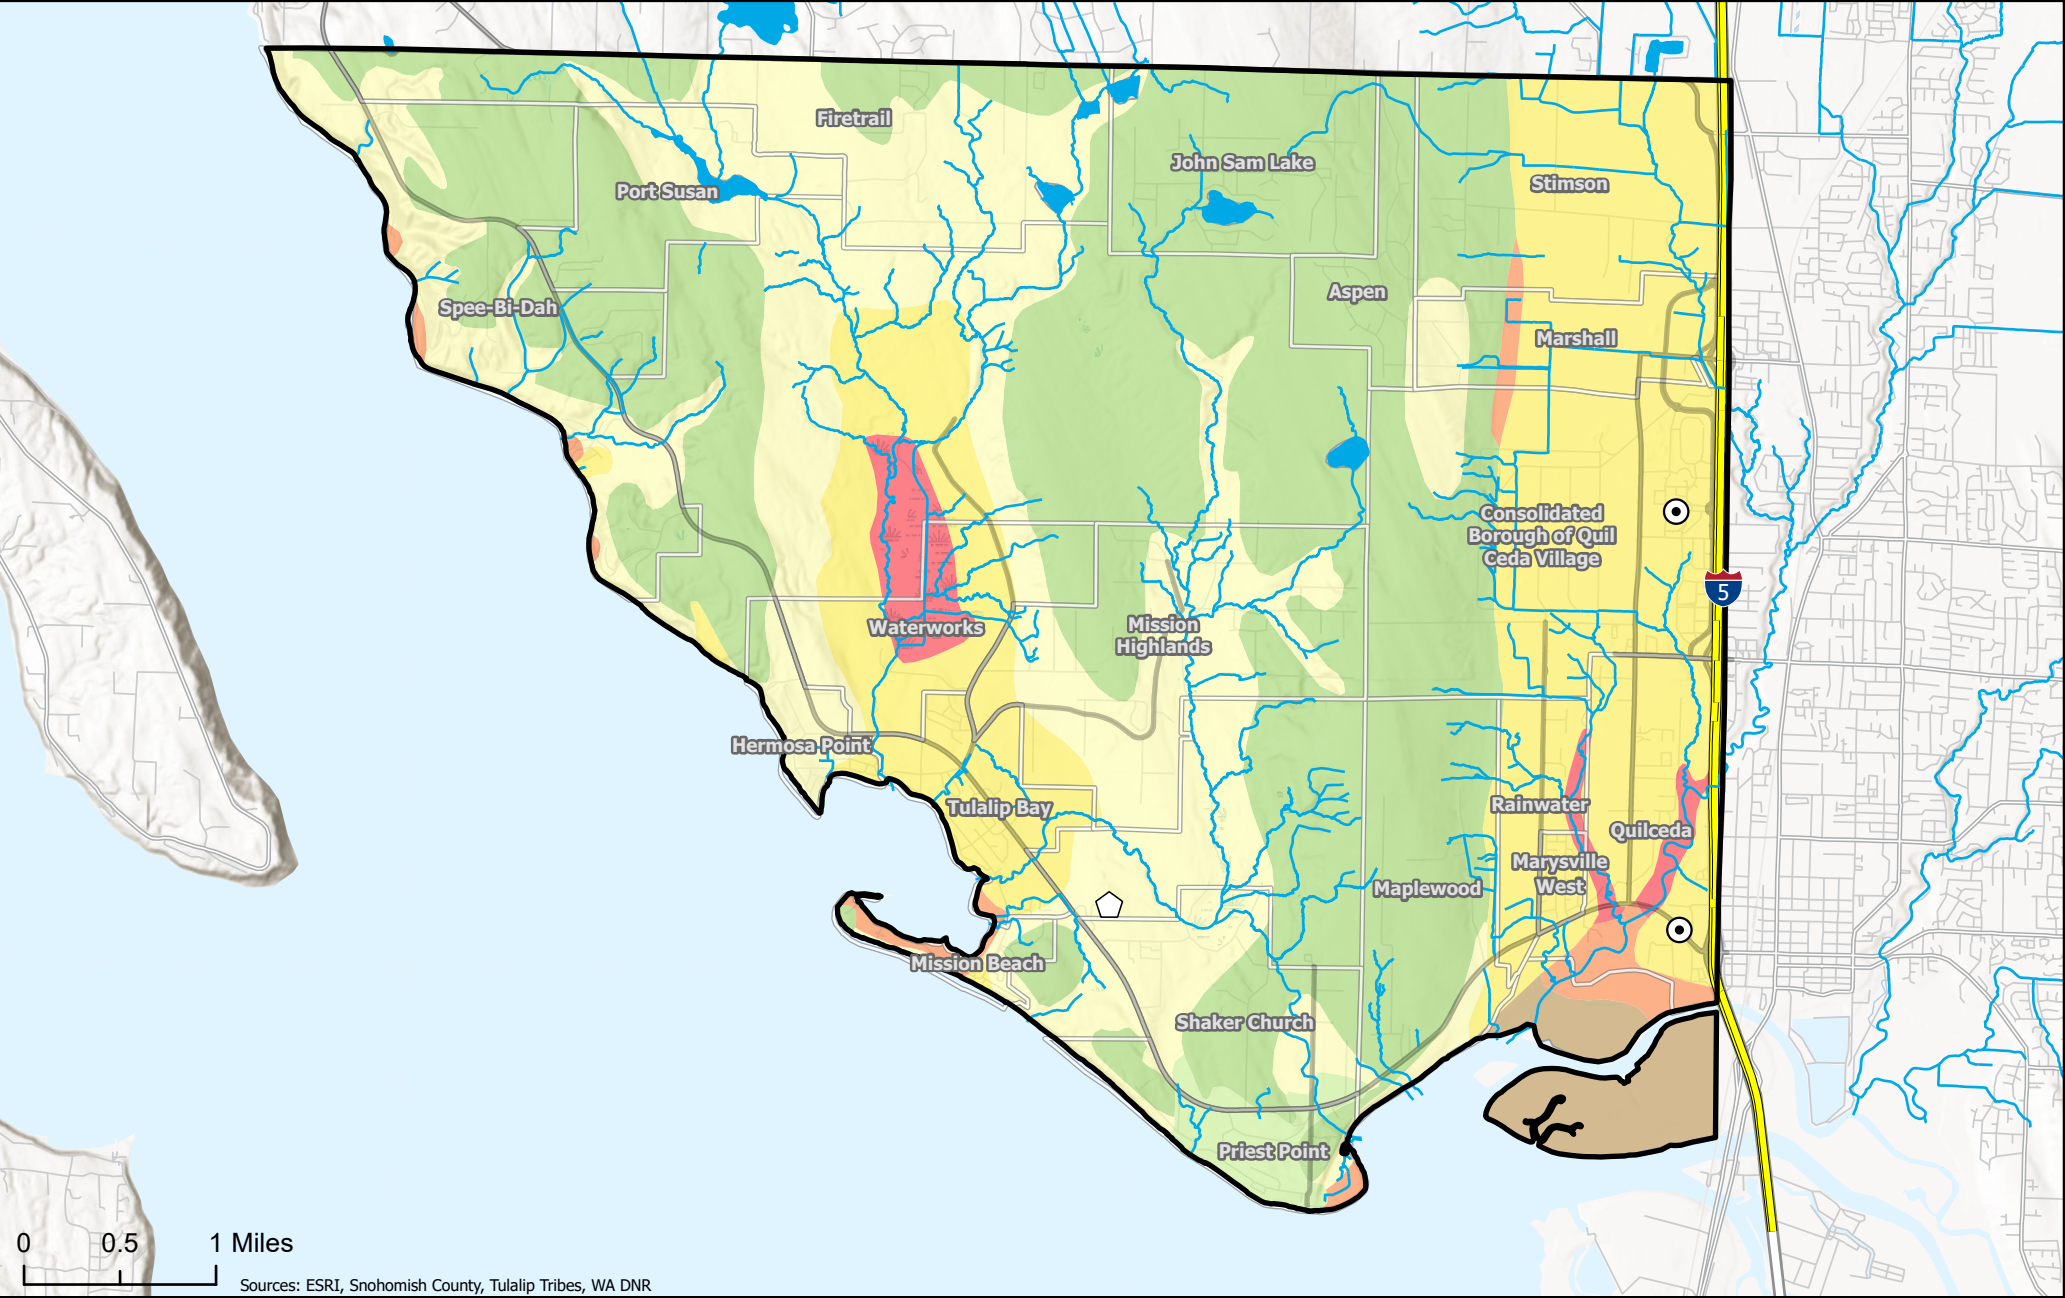 Firetrail
John Sam Lake
Stimson
Port Susan
Aspen
Spee-Bi-Dah
Marshall
Consolidated
Borough of Quil
Ceda Village
5
Waterworks
Mission
Highlands
Hermosa Point
Tulalip Bay
Rainwater
Quilceda
Marysville
West
Maplewood
Mission Beach
Shaker Church
Priest Point
0 0.5 1 Miles
Sources: ESRI, Snohomish County, Tulalip Tribes, WA DNR